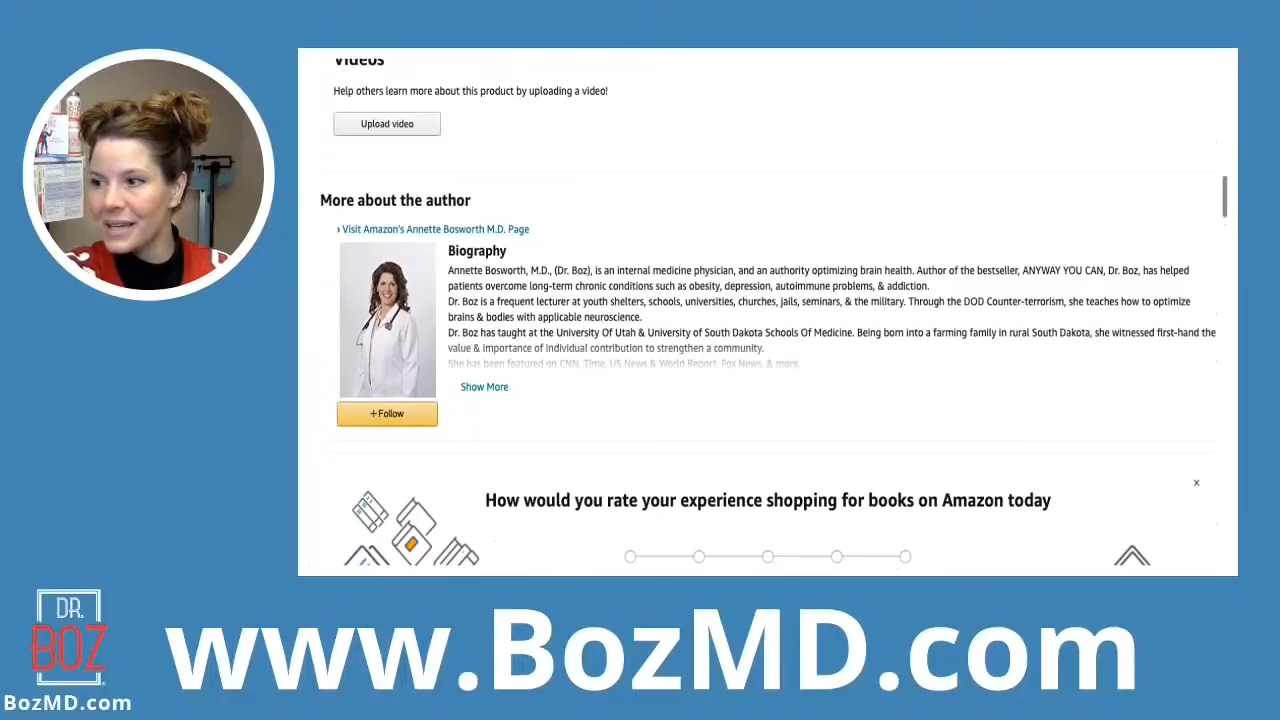 Videos
Help others learn more about this product by uploading a video!
Upload video
More about the author
› Visit Amazon's Annette Bosworth M.D. Page
Biography
Annette Bosworth, M.D., (Dr. Boz), is an internal medicine physician, and an authority optimizing brain health. Author of the bestseller, ANYWAY YOU CAN, Dr. Boz, has helped
patients overcome long-term chronic conditions such as obesity, depression, autoimmune problems, & addiction.
Dr. Boz is a frequent lecturer at youth shelters, schools, universities, churches, jails, seminars, & the military. Through the DOD Counter-terrorism, she teaches how to optimize
brains & bodies with applicable neuroscience.
Dr. Boz has taught at the University Of Utah & University of South Dakota Schools Of Medicine. Being born into a farming family in rural South Dakota, she witnessed first-hand the
value & importance of individual contribution to strengthen a community.
She has been featured on CNN, Time, US News & World Report, Fox News, & more.
Show More
+Follow
x
How would you rate your experience shopping for books on Amazon today
DR.
BOZ
BozMD.com
www.BozMD.com